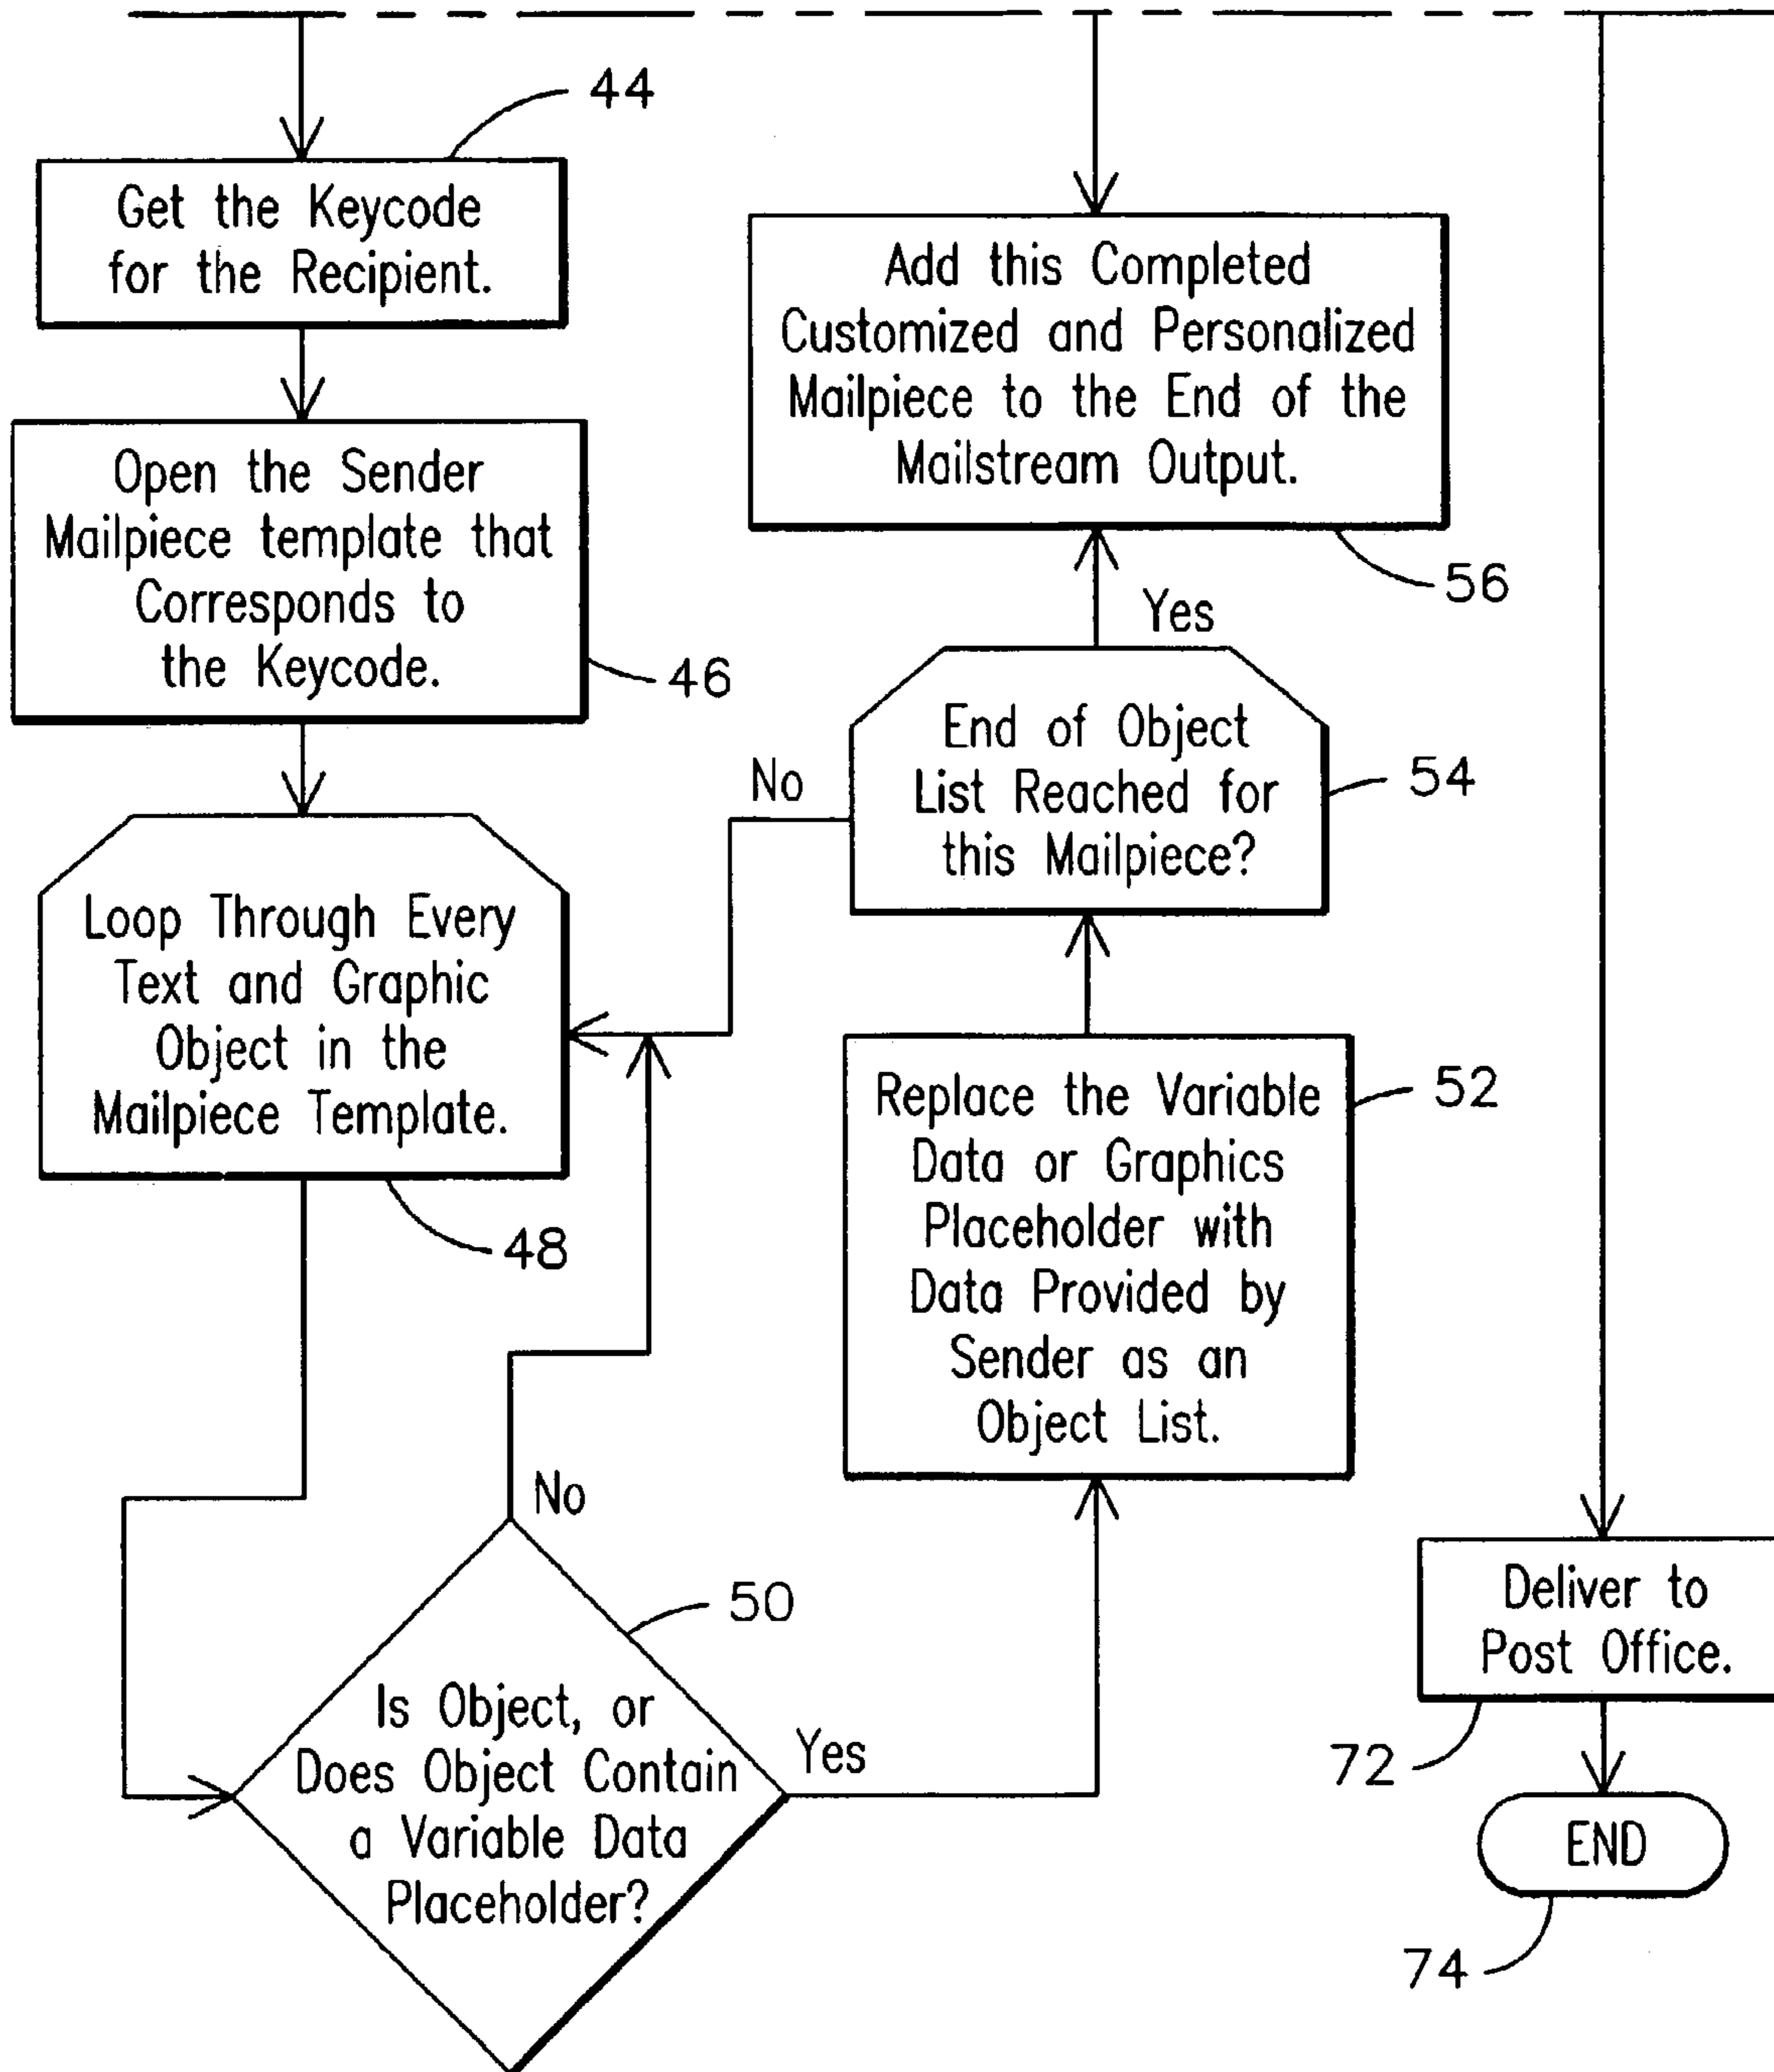 44
Get the Keycode
for the Recipient.
Open the Sender
Mailpiece template that
Corresponds to
the Keycode.
46
Loop Through Every
Text and Graphic
Object in the
Mailpiece Template.
48
No
50
Is Object, or
Does Object Contain
a Variable Data
Placeholder?
Yes
Replace the Variable
Data or Graphics
Placeholder with
Data Provided by
Sender as an
Object List.
52
End of Object
List Reached for
this Mailpiece?
54
No
Yes
Add this Completed
Customized and Personalized
Mailpiece to the End of the
Mailstream Output.
56
Deliver to
Post Office.
72
END
74